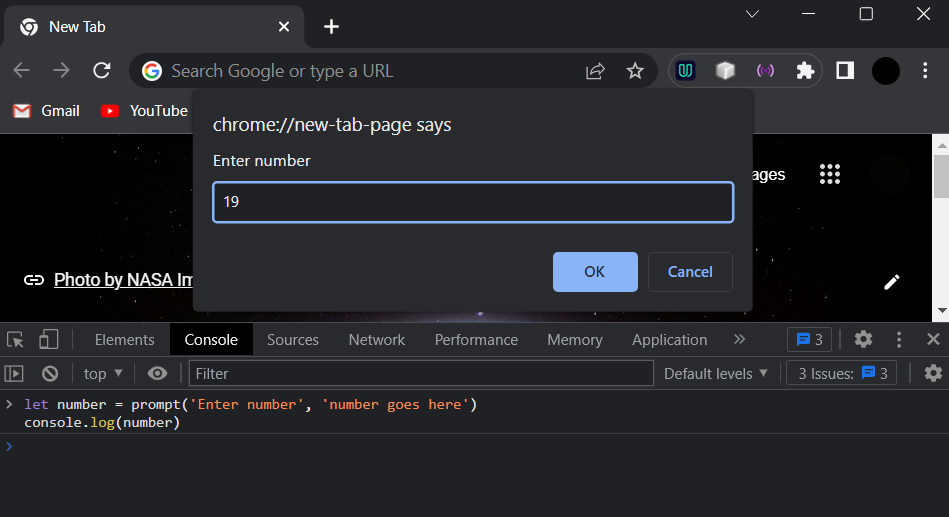 New Tab
Search Google or type a URL
Gmail YouTube
chrome://new-tab-page says
Enter number
19
OK Cancel
Photo by NASA
Elements Console Sources Network Performance Memory Application 3
top Filter Default levels 3 Issues: 3
let number = prompt('Enter number', 'number goes here')
console.log(number)